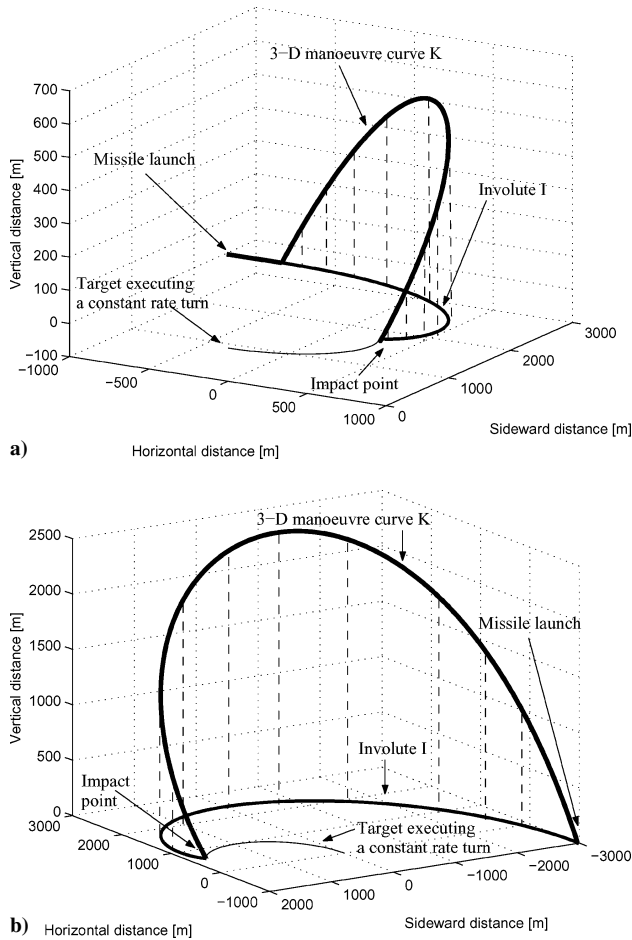 3−D manoeuvre curve K
700
600
500
400
300
200
100
0
−100
Vertical distance [m]
Missile launch
Involute I
Target executing
a constant rate turn
Impact point
−1000
−500
0
500
1000
0
1000
2000
3000
Horizontal distance [m]
Sideward distance [m]
a)
3−D manoeuvre curve K
2500
2000
1500
1000
500
0
Vertical distance [m]
Missile launch
Involute I
Impact
point
Target executing
a constant rate turn
3000
2000
1000
0
−1000
2000
1000
0
−1000
−2000
−3000
Horizontal distance [m]
Sideward distance [m]
b)